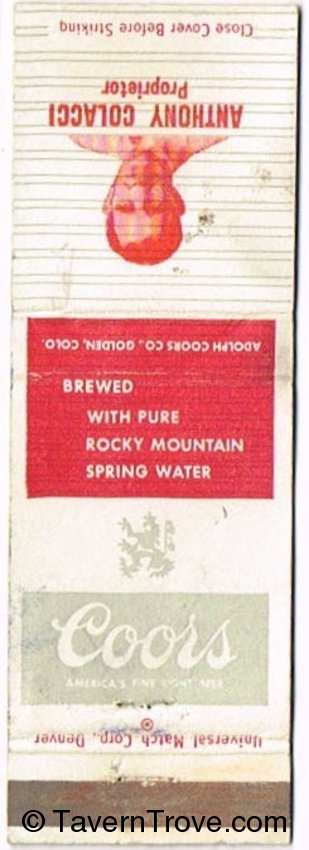 Close Cover Before Striking
ANTHONY COLACCI
Proprietor
ADOLPH COORS CO., GOLDEN, COLO.
BREWED
WITH PURE
ROCKY MOUNTAIN
SPRING WATER
Coors
AMERICA'S FINE LIGHT BEER
®
Universal Match Corp., Denver
© TavernTrove.com/